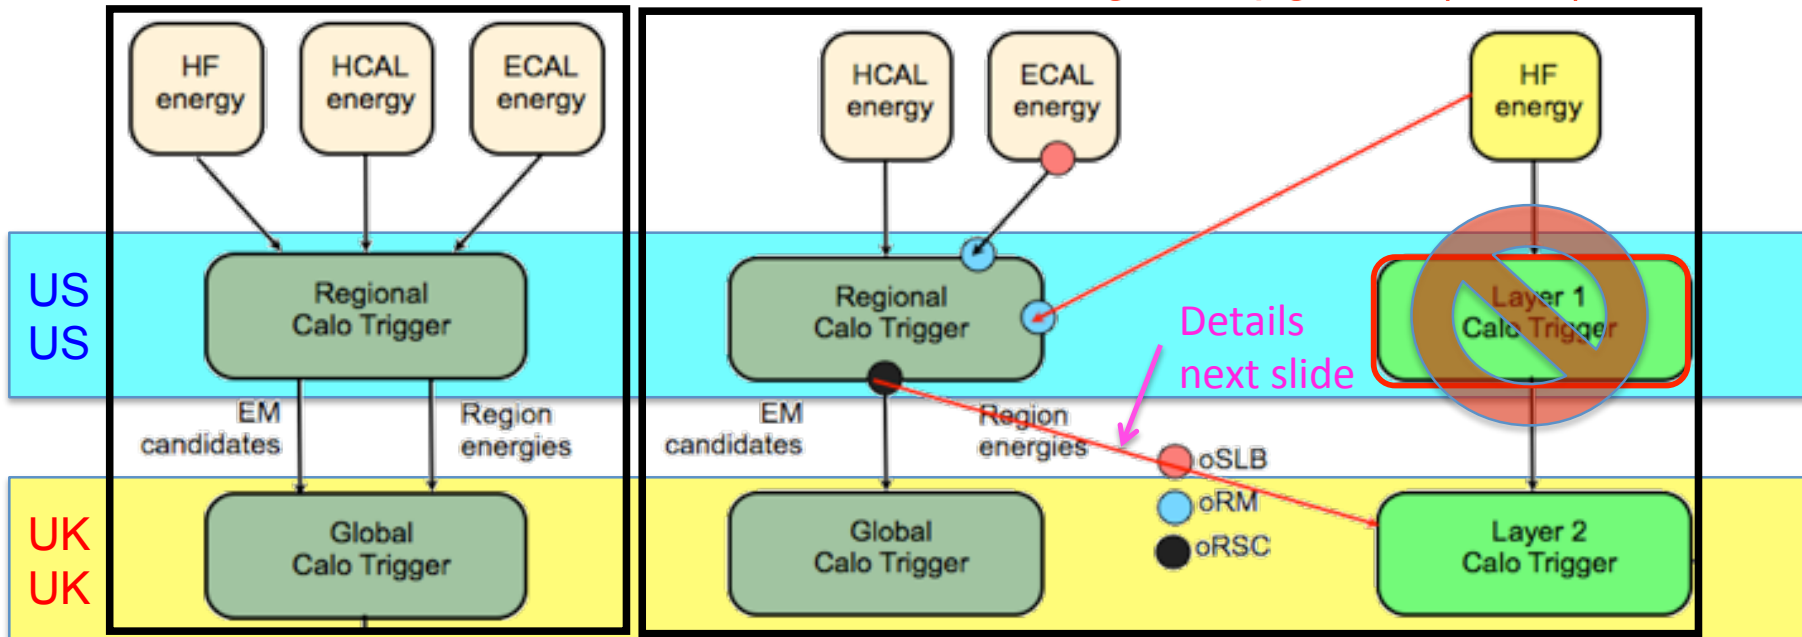 HF
energy
HCAL
energy
ECAL
energy
HCAL
energy
ECAL
energy
HF
energy
US
US
Regional
Calo Trigger
Regional
Calo Trigger
Details
next slide
Layer 1
Calo Trigger
EM
candidates
Region
energies
EM
candidates
Region
energies
oSLB
oRM
oRSC
UK
UK
Global
Calo Trigger
Global
Calo Trigger
Layer 2
Calo Trigger